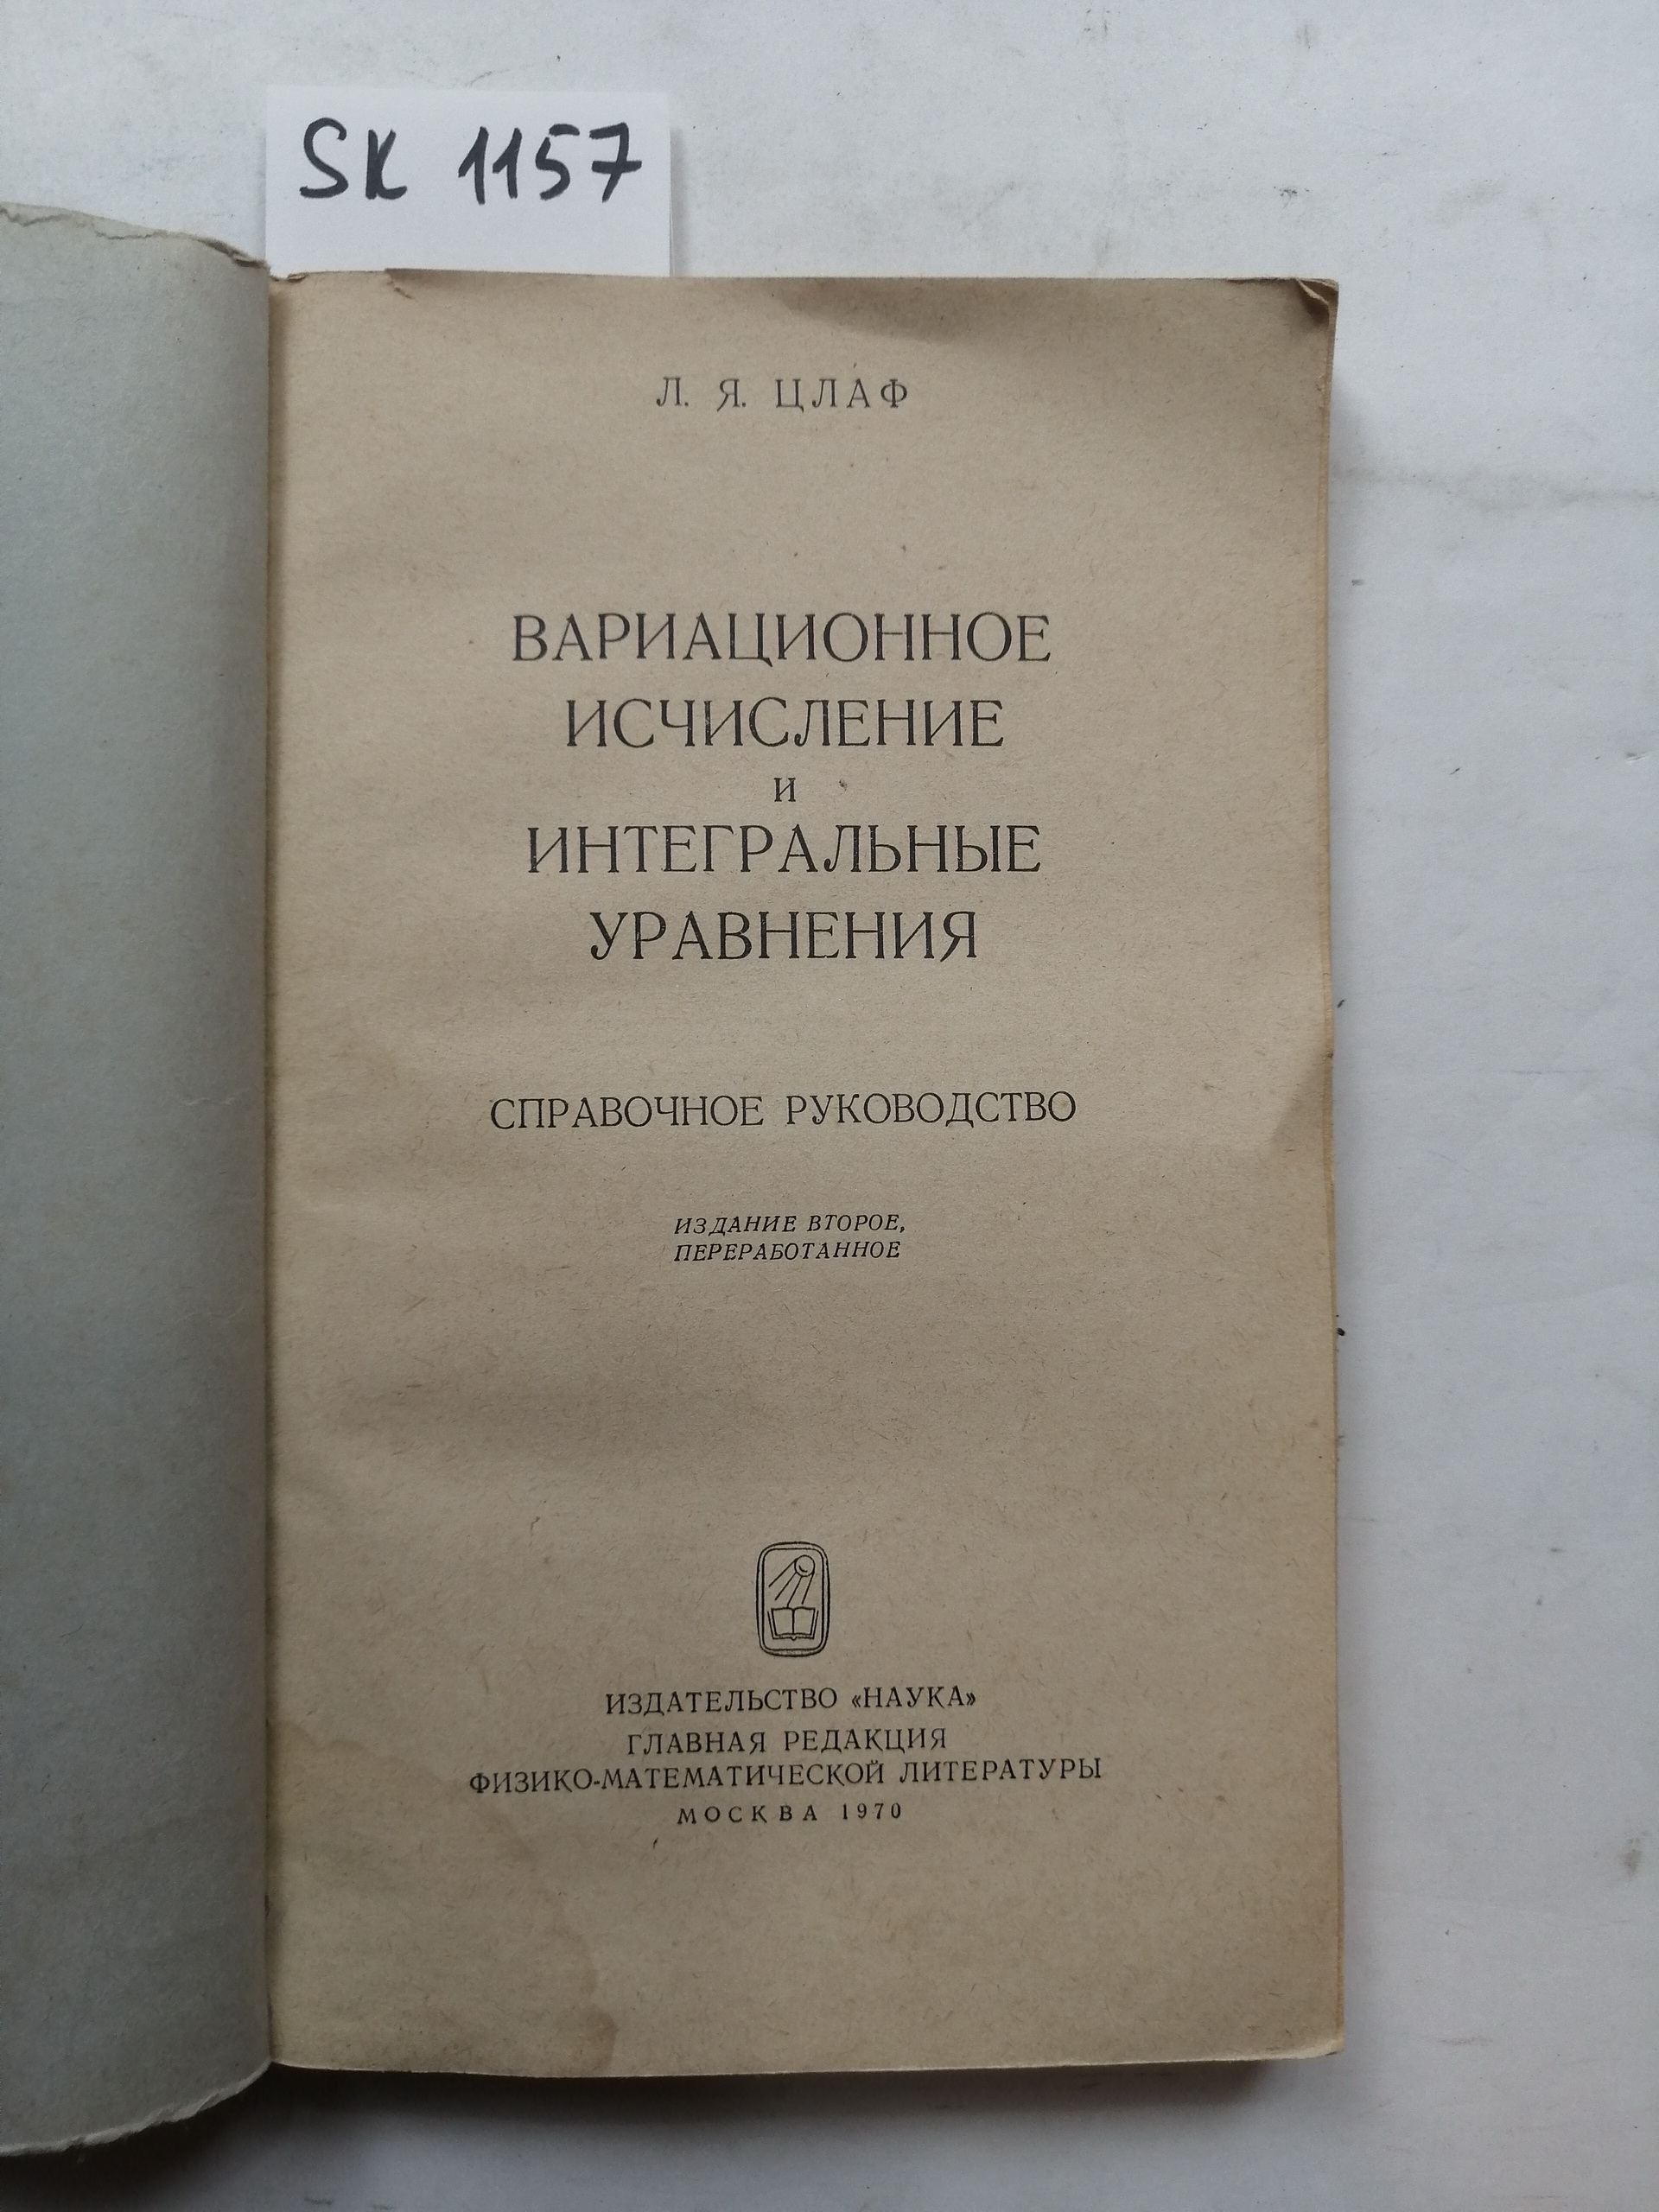 SK 1157
Л. Я. ЦЛАФ
ВАРИАЦИОННОЕ
ИСЧИСЛЕНИЕ
И
ИНТЕГРАЛЬНЫЕ
УРАВНЕНИЯ
СПРАВОЧНОЕ РУКОВОДСТВО
ИЗДАНИЕ ВТОРОЕ,
ПЕРЕРАБОТАННОЕ
ИЗДАТЕЛЬСТВО «НАУКА»
ГЛАВНАЯ РЕДАКЦИЯ
ФИЗИКО-МАТЕМАТИЧЕСКОЙ ЛИТЕРАТУРЫ
МОСКВА 1970